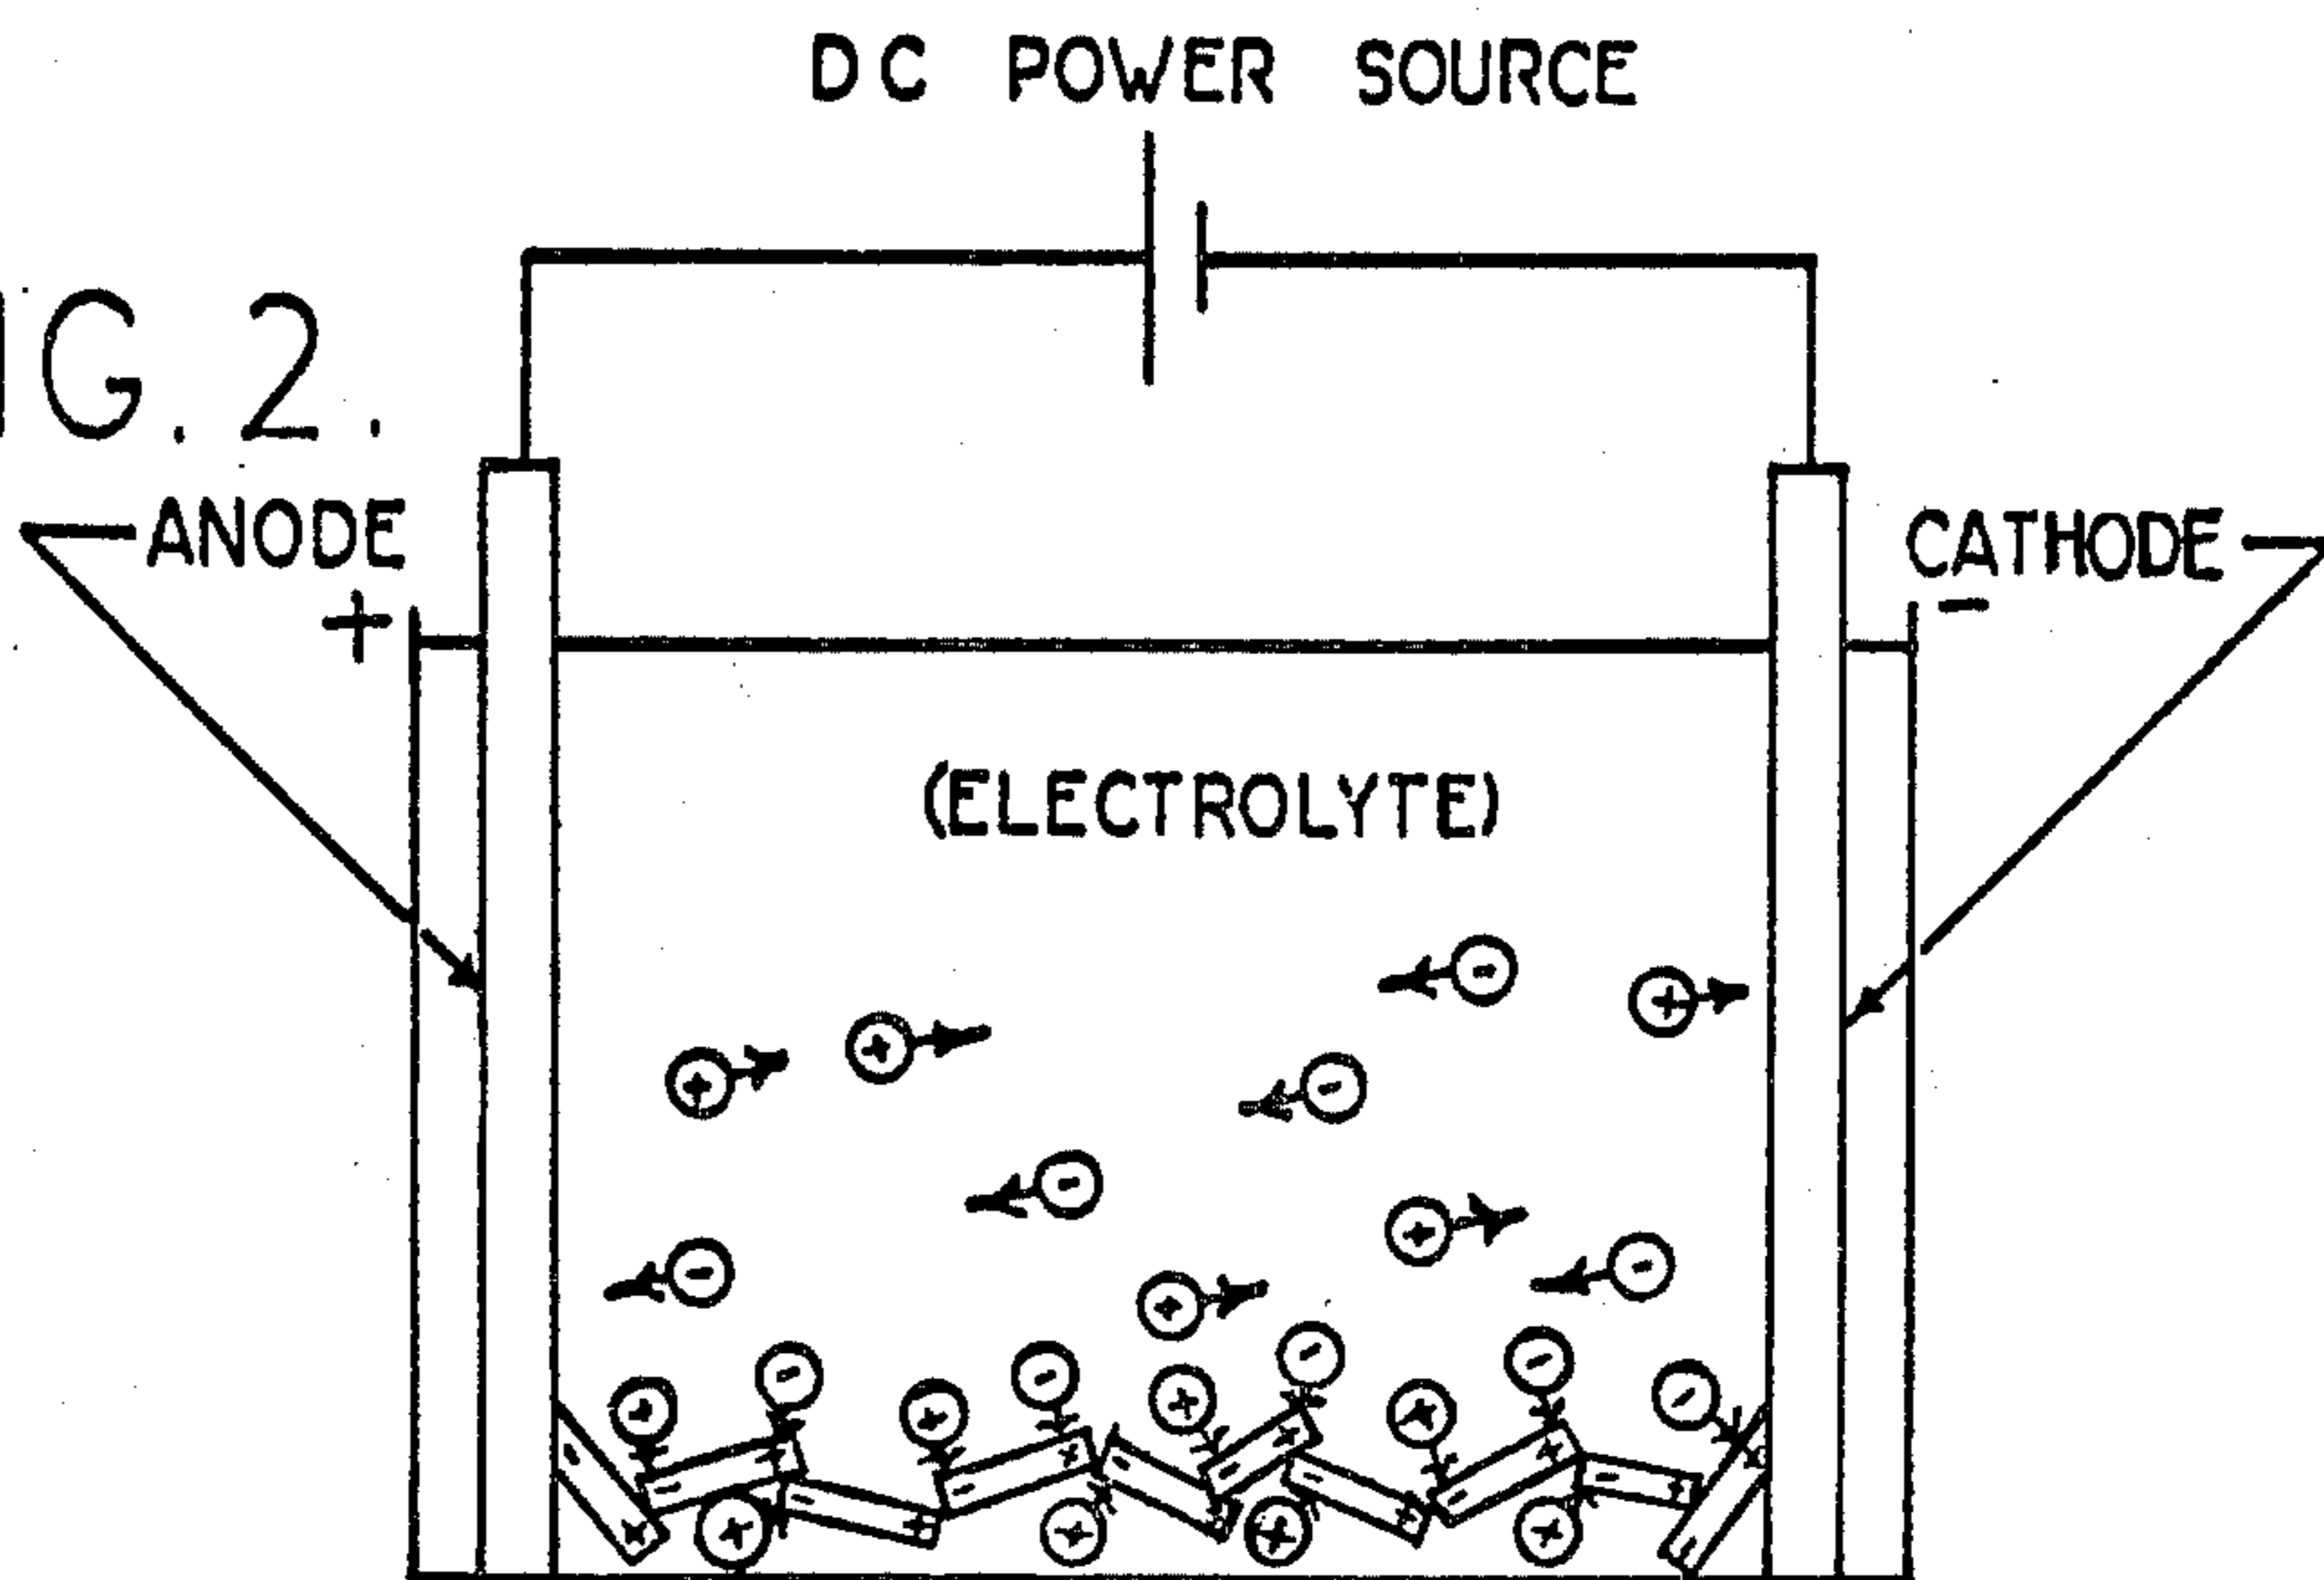 DC POWER SOURCE
IG. 2.
ANODE
+
CATHODE
-
(ELECTROLYTE)